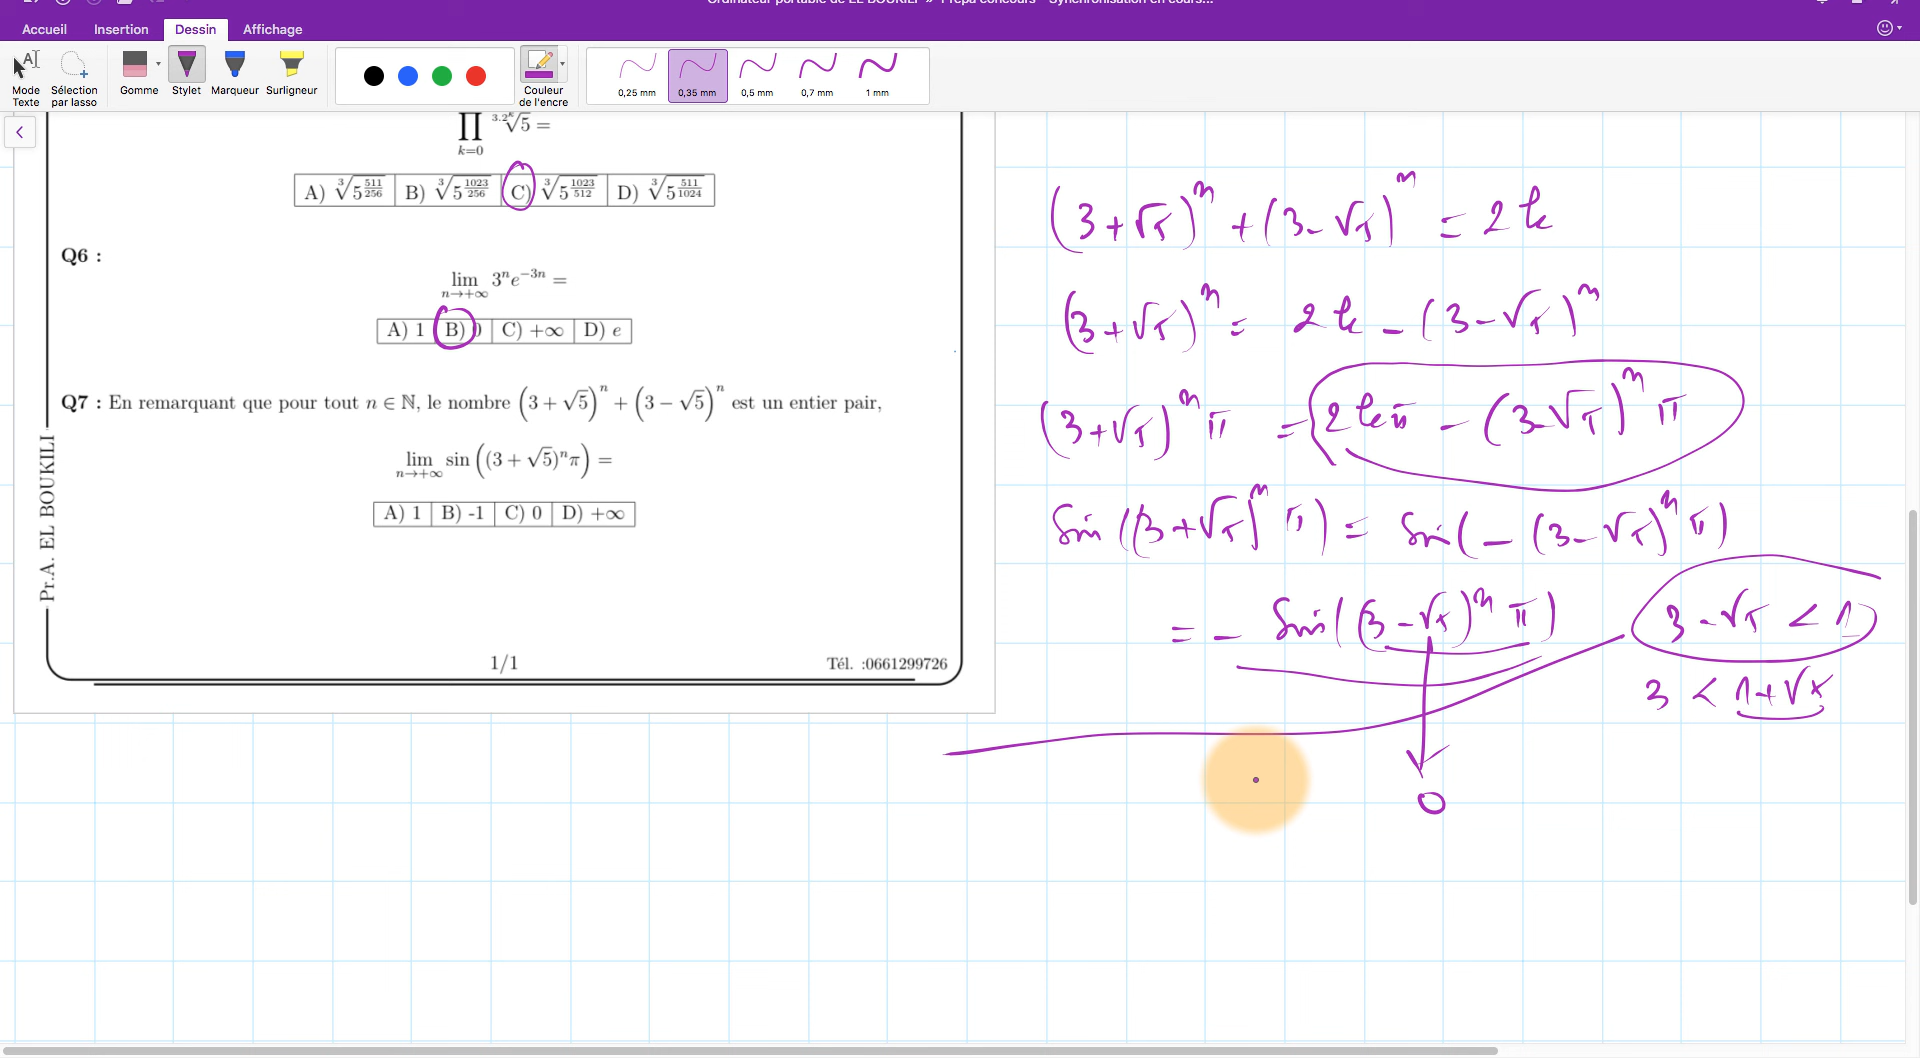 Accueil Insertion Dessin Affichage
Mode Texte
Sélection par lasso
Gomme
Stylet
Marqueur
Surligneur
Couleur de l'encre
0,25 mm
0,35 mm
0,5 mm
0,7 mm
1 mm
∏ k=0 ^{3.2^k}√5 =
A) ∛5^{511/256} B) ∛5^{1023/256} C) ∛5^{1023/512} D) ∛5^{511/1024}
Q6 :
lim n→+∞ 3ⁿe⁻³ⁿ =
A) 1 B) 0 C) +∞ D) e
Q7 : En remarquant que pour tout n ∈ ℕ, le nombre (3 + √5)ⁿ + (3 − √5)ⁿ est un entier pair,
lim n→+∞ sin((3 + √5)ⁿπ) =
A) 1 B) -1 C) 0 D) +∞
Pr.A. EL BOUKILI
1/1
Tél. :0661299726
(3+√5)ⁿ + (3-√5)ⁿ = 2k
(3+√5)ⁿ = 2k - (3-√5)ⁿ
(3+√5)ⁿ π = 2kπ - (3-√5)ⁿ π
Sin((3+√5)ⁿ π) = Sin(-(3-√5)ⁿ π)
= - Sin((3-√5)ⁿ π)
3-√5 < 1
3 < 1+√5
0